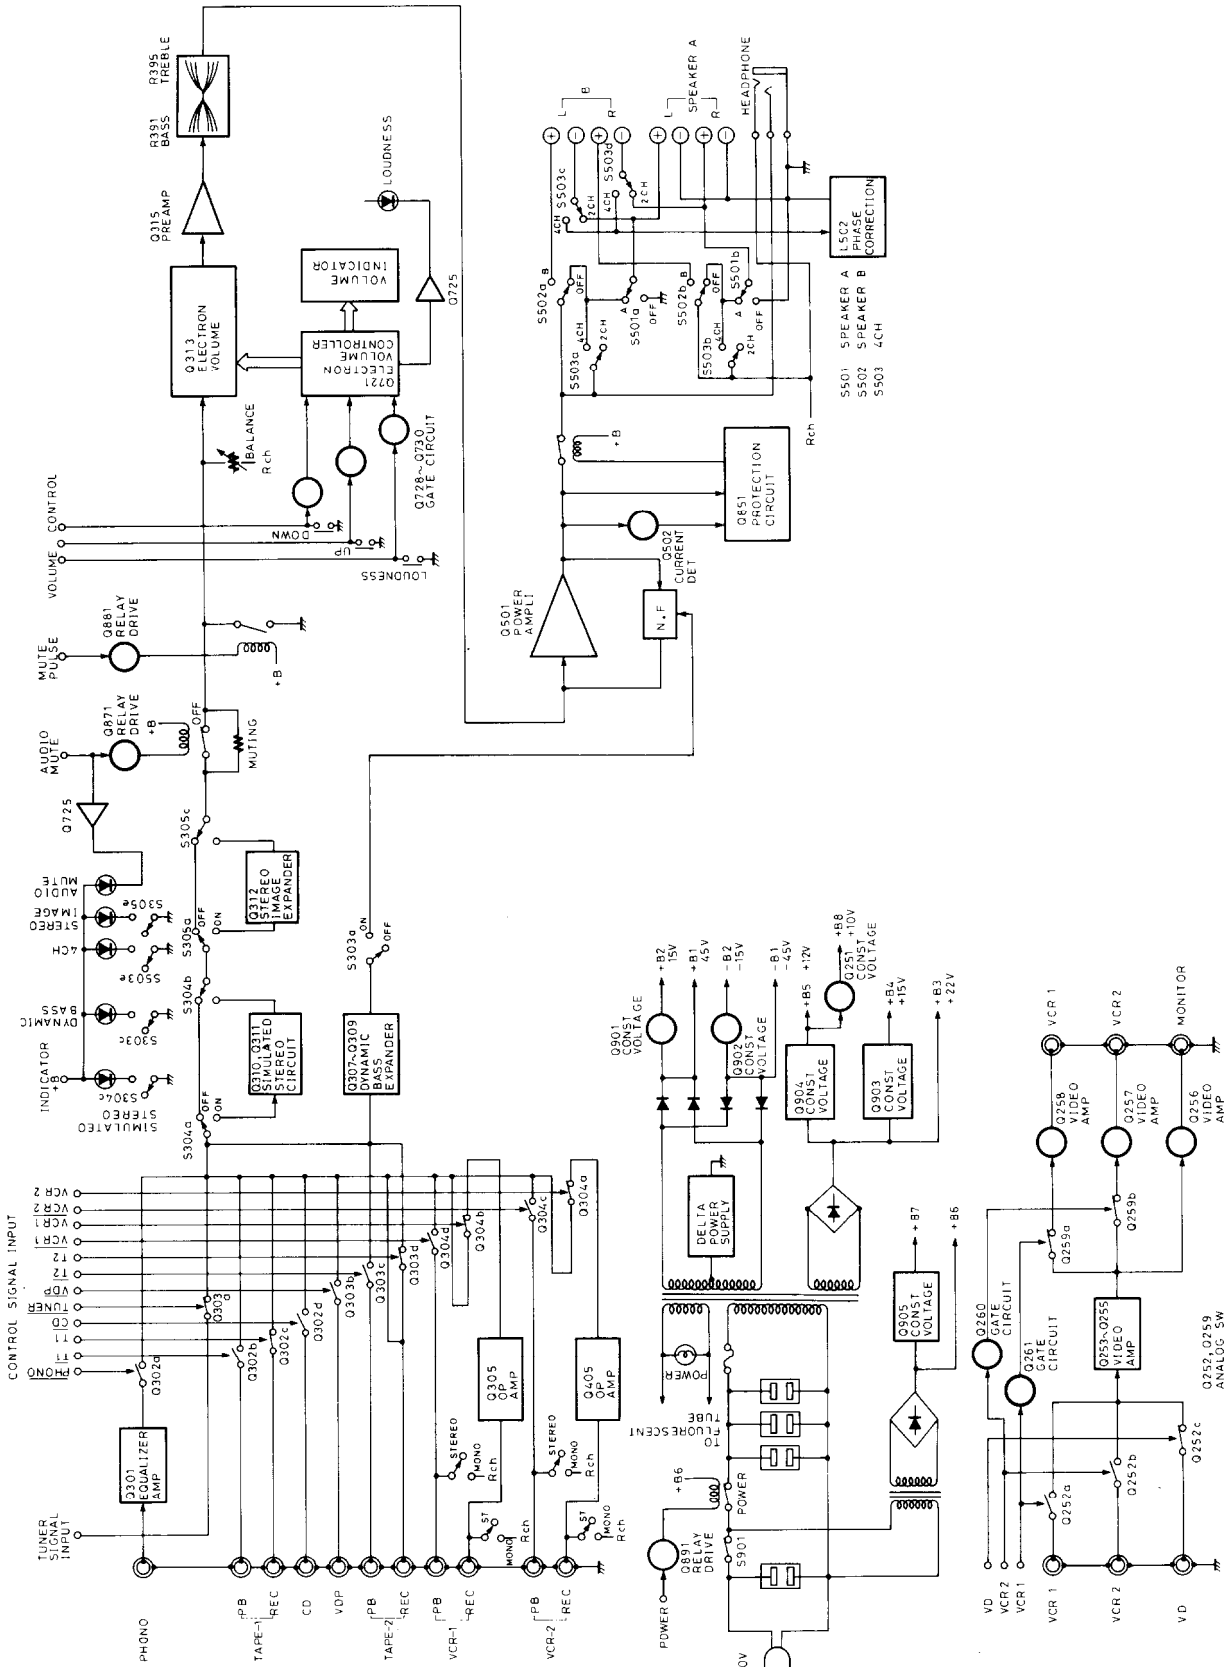 CONTROL SIGNAL INPUT
PHONO
T1
T1
CD
TUNER
VDP
T2
T2
VCR1
VCR1
VCR2
VCR2
TUNER
SIGNAL
INPUT
Q301
EQUALIZER
AMP
Q302a
Q302b
Q302c
Q302d
Q303
a
Q303b
Q303c
Q303d
Q304d
Q304b
Q304c
Q304a
PHONO
PB
TAPE-1
REC
CD
VDP
PB
TAPE-2
REC
PB
VCR-1
REC
PB
VCR-2
REC
STEREO
MONO
Rch
ST
MONO
Rch
STEREO
MONO
Rch
ST
MONO
Rch
Q305
OP
AMP
Q405
OP
AMP
INDICATOR
+B
SIMULATED
STEREO
S304c
DYNAMIC
BASS
S303c
4CH
S503e
STEREO
IMAGE
S305e
AUDIO
MUTE
Q725
S304a
OFF
ON
Q310,Q311
SIMULATED
STEREO
CIRCUIT
S304b
S305a
OFF
ON
Q312
STEREO
IMAGE
EXPANDER
S305c
Q307~Q309
DYNAMIC
BASS
EXPANDER
S303a
ON
OFF
AUDIO
MUTE
Q871
RELAY
DRIVE
+B
OFF
MUTING
MUTE
PULSE
Q881
RELAY
DRIVE
+B
VOLUME
CONTROL
DOWN
UP
LOUDNESS
BALANCE
Rch
Q728~Q730
GATE CIRCUIT
Q313
ELECTRON
VOLUME
Q721
ELECTRON
VOLUME
CONTROLLER
VOLUME
INDICATOR
Q725
LOUDNESS
Q315
PREAMP
R391
BASS
R395
TREBLE
Q501
POWER
AMPLI
N.F
Q502
CURRENT
DET
Q851
PROTECTION
CIRCUIT
+B
Rch
S503a
4CH
2CH
S502a
B
OFF
A
S501a
OFF
S503b
4CH
2CH
S502b
B
OFF
S501b
A
OFF
4CH
S503c
2CH
4CH
S503d
2CH
L
B
R
L
SPEAKER A
R
HEADPHONE
L502
PHASE
CORRECTION
S501 SPEAKER A
S502 SPEAKER B
S503 4CH
POWER
Q891
RELAY
DRIVE
+B6
S901
POWER
TO
FLUORESCENT
TUBE
POWER
DELTA
POWER
SUPPLY
Q901
CONST
VOLTAGE
+B2
15V
+B1
45V
Q902
CONST
VOLTAGE
-B2
-15V
-B1
-45V
Q904
CONST
VOLTAGE
+B5
+12V
+B8
+10V
Q251
CONST
VOLTAGE
Q903
CONST
VOLTAGE
+B4
+15V
+B3
+22V
Q905
CONST
VOLTAGE
+B7
+B6
VD
VCR2
VCR1
VCR 1
VCR 2
VD
Q260
GATE
CIRCUIT
Q261
GATE
CIRCUIT
Q252a
Q252b
Q252c
Q253~Q255
VIDEO
AMP
Q259a
Q259b
Q258
VIDEO
AMP
Q257
VIDEO
AMP
Q256
VIDEO
AMP
VCR 1
VCR 2
MONITOR
Q252,Q259
ANALOG SW